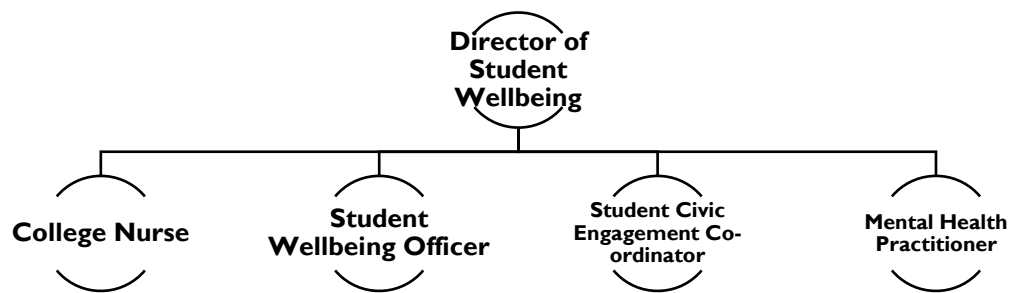 Director of
Student
Wellbeing
College Nurse
Student
Wellbeing Officer
Student Civic
Engagement Co-
ordinator
Mental Health
Practitioner